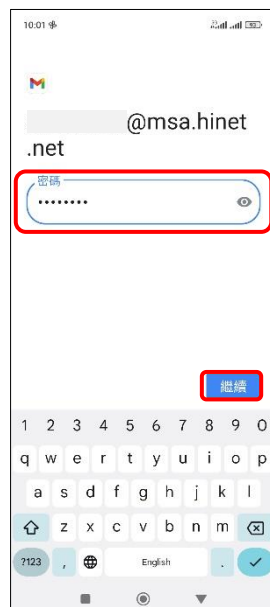 10:01
@msa.hinet
.net
密碼
••••••••
繼續
1 2 3 4 5 6 7 8 9 0
q w e r t y u i o p
a s d f g h j k l
z x c v b n m
?123 , English .